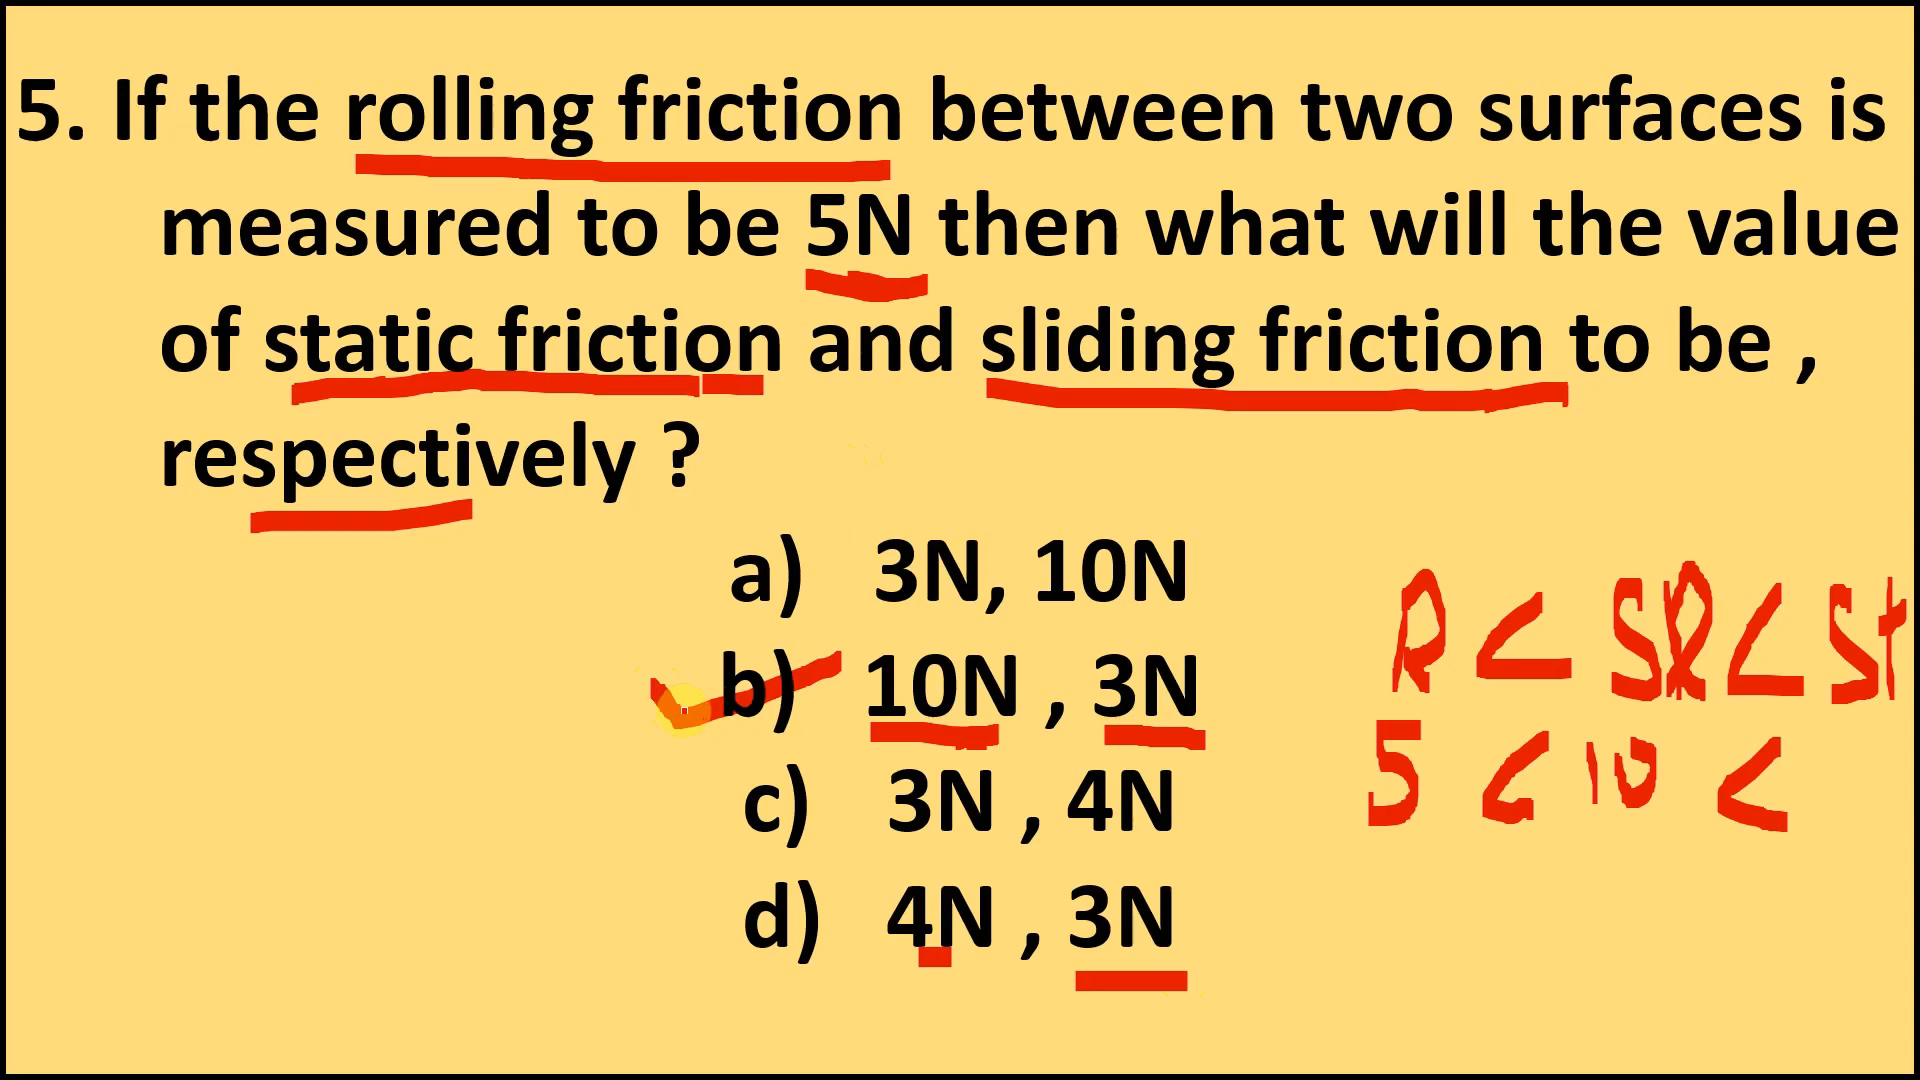 5. If the rolling friction between two surfaces is
measured to be 5N then what will the value
of static friction and sliding friction to be ,
respectively ?
a) 3N, 10N
b) 10N , 3N
c) 3N , 4N
d) 4N , 3N
R < Sl < St
5 < 10 <